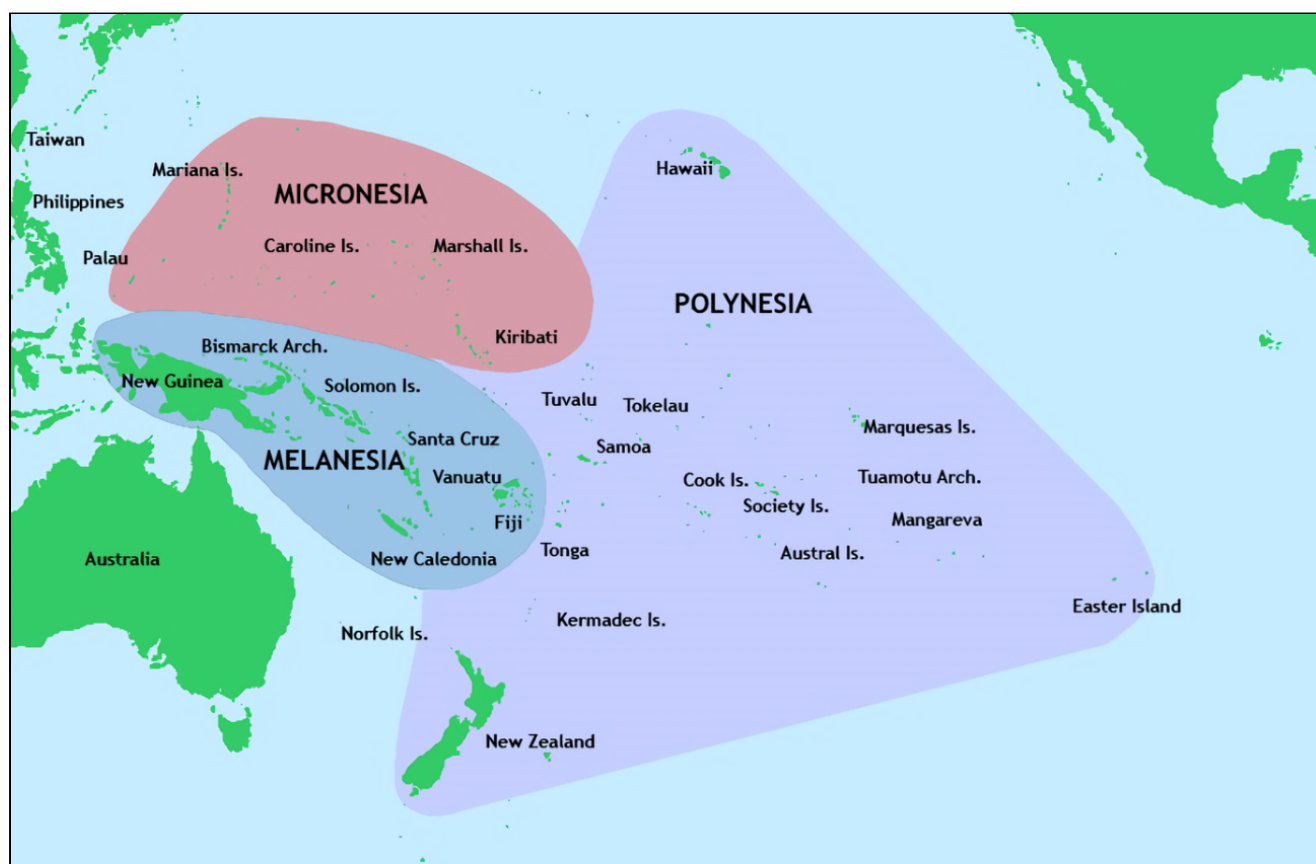 Taiwan
Mariana Is.
Hawaii
MICRONESIA
Philippines
Caroline Is.
Marshall Is.
Palau
POLYNESIA
Kiribati
Bismarck Arch.
New Guinea
Solomon Is.
Tuvalu
Tokelau
Marquesas Is.
Santa Cruz
Samoa
MELANESIA
Vanuatu
Cook Is.
Tuamotu Arch.
Society Is.
Fiji
Mangareva
Tonga
Austral Is.
Australia
New Caledonia
Easter Island
Kermadec Is.
Norfolk Is.
New Zealand